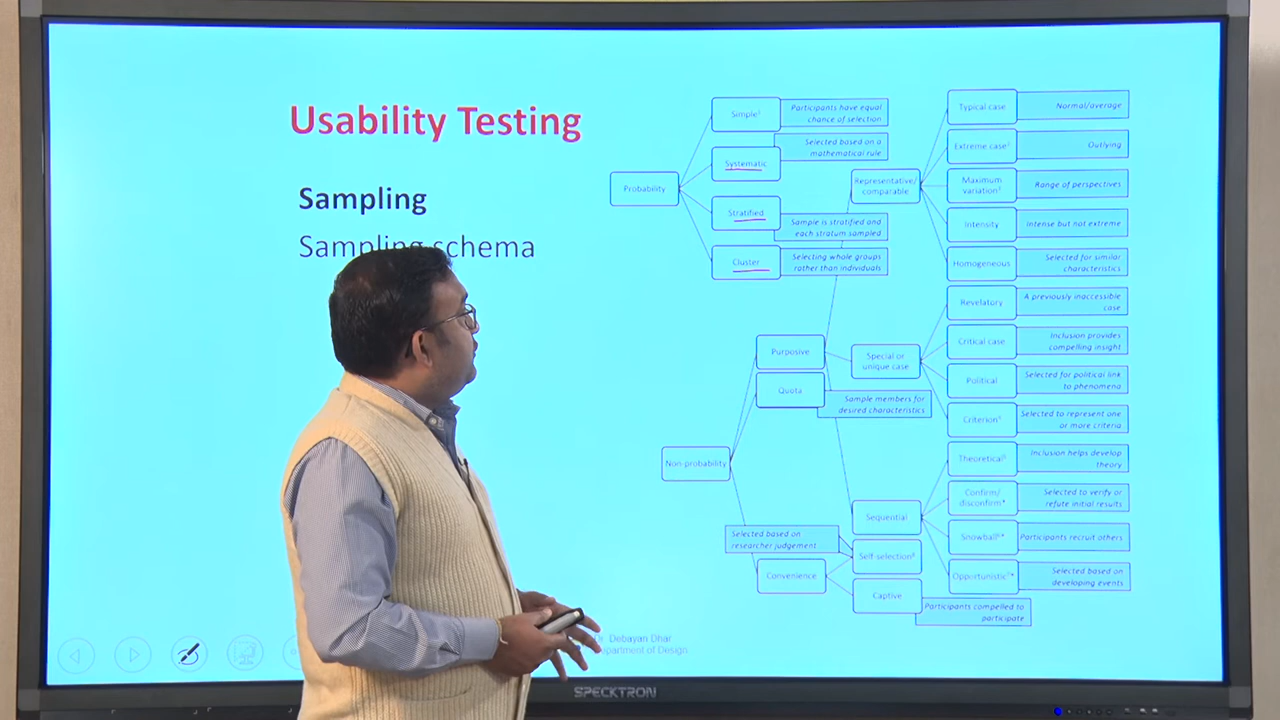 Usability Testing
Sampling
Sampling schema
Probability
Simple¹
Participants have equal
chance of selection
Systematic
Selected based on a
mathematical rule
Stratified
Sample is stratified and
each stratum sampled
Cluster
Selecting whole groups
rather than individuals
Non probability
Purposive
Quota
Sample members for
desired characteristics
Selected based on
researcher judgement
Convenience
Representative/
comparable
Typical case
Normal/average
Extreme case
Outlying
Maximum
variation
Range of perspectives
Intensity
Intense but not extreme
Homogeneous
Selected for similar
characteristics
Special or
unique case
Revelatory
A previously inaccessible
case
Critical case
Inclusion provides
compelling insight
Political
Selected for political link
to phenomena
Criterion
Selected to represent one
or more criteria
Sequential
Theoretical
Inclusion helps develop
theory
Confirm/
disconfirm*
Selected to verify or
refute initial results
Snowball
Participants recruit others
Opportunistic
Selected based on
developing events
Self-selection
Captive
Participants compelled to
participate
Dr. Debayan Dhar
Department of Design
SPECKTRON